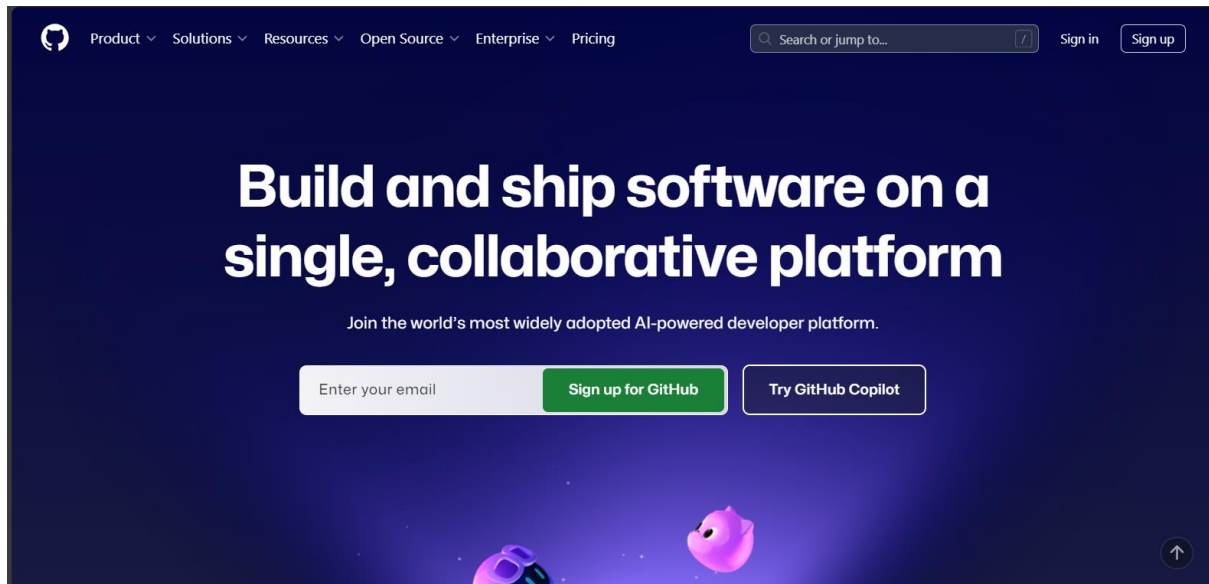 Product Solutions Resources Open Source Enterprise Pricing Search or jump to... / Sign in Sign up
Build and ship software on a
single, collaborative platform
Join the world's most widely adopted AI-powered developer platform.
Enter your email Sign up for GitHub Try GitHub Copilot